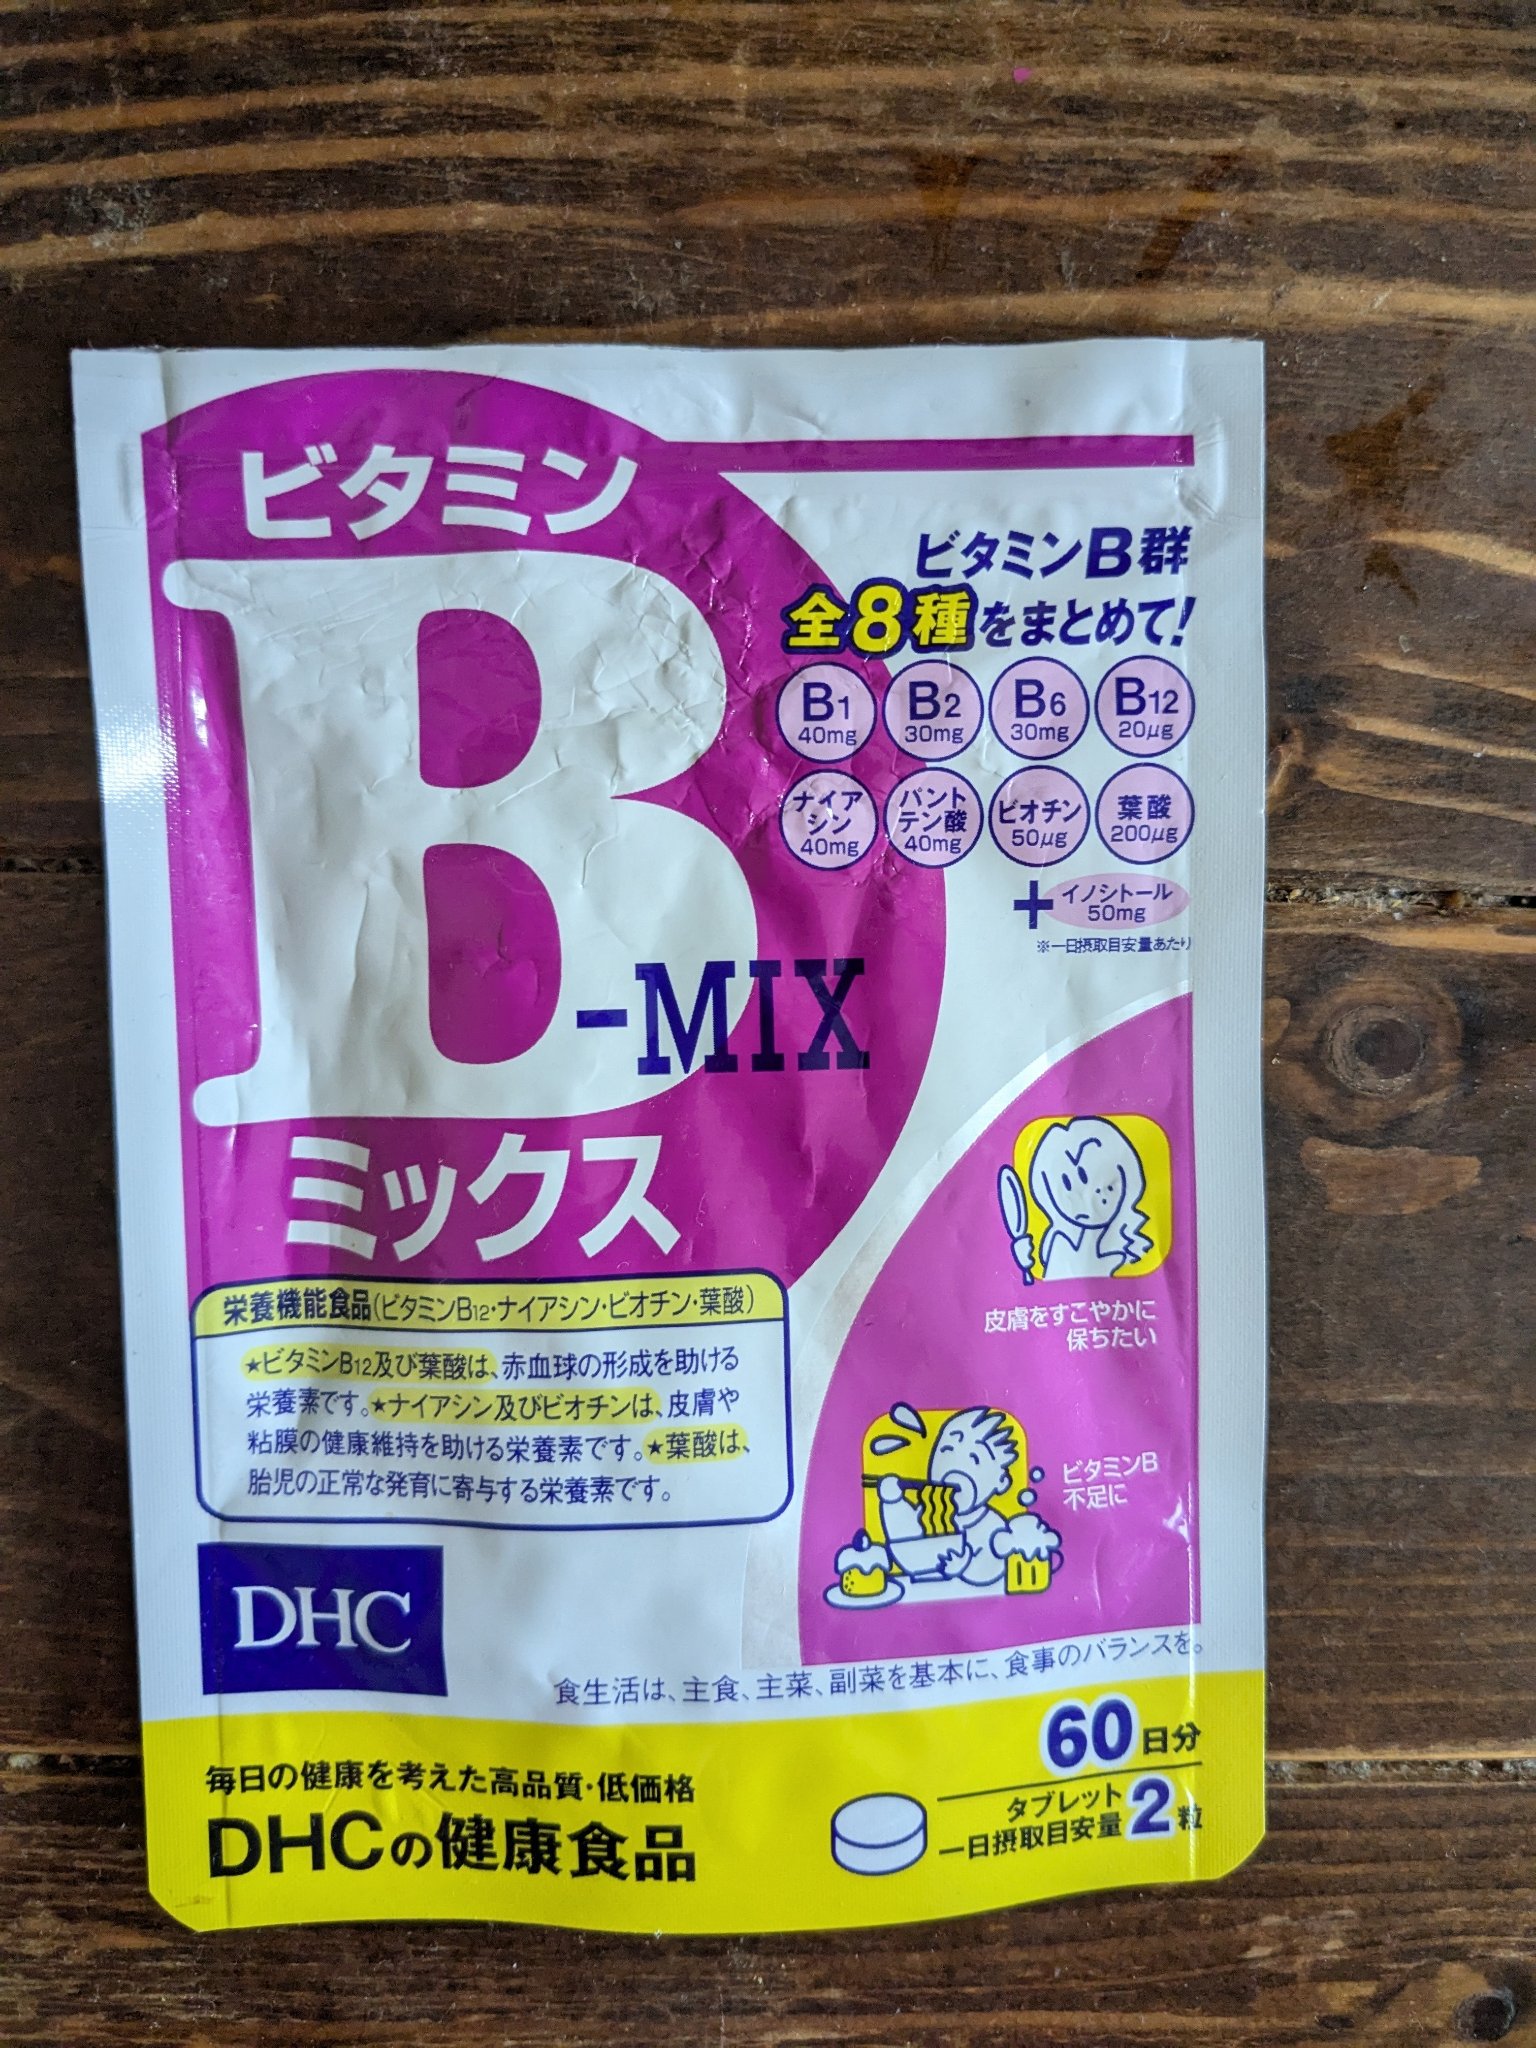 ビタミン
B
-MIX
ミックス
ビタミンB群
全8種をまとめて!
B1
40mg
B2
30mg
B6
30mg
B12
20μg
ナイア
シン
40mg
パント
テン酸
40mg
ビオチン
50μg
葉酸
200μg
+イノシトール
50mg
※一日摂取目安量あたり
皮膚をすこやかに
保ちたい
ビタミンB
不足に
栄養機能食品(ビタミンB12・ナイアシン・ビオチン・葉酸)
★ビタミンB12及び葉酸は、赤血球の形成を助ける
栄養素です。★ナイアシン及びビオチンは、皮膚や
粘膜の健康維持を助ける栄養素です。★葉酸は、
胎児の正常な発育に寄与する栄養素です。
DHC
食生活は、主食、主菜、副菜を基本に、食事のバランスを。
毎日の健康を考えた高品質・低価格
DHCの健康食品
60日分
タブレット
一日摂取目安量2粒